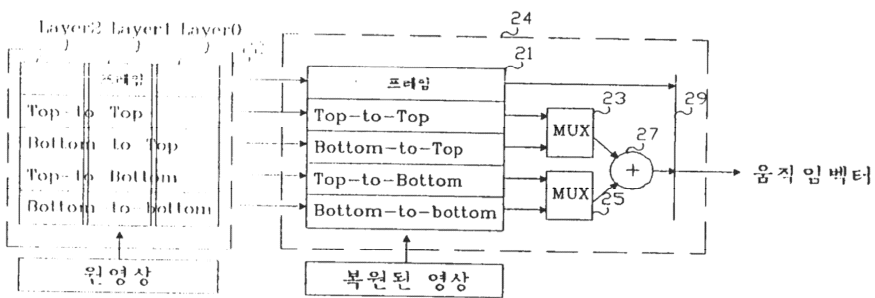 24
Layer2 Layer1 Layer0
21
프레임
프레임
23
29
Top-to Top
Top-to-Top
MUX
27
Bottom to Top
Bottom-to-Top
+
움직임벡터
Top-to Bottom
Top-to-Bottom
MUX
25
Bottom to-bottom
Bottom-to-bottom
원영상
복원된 영상